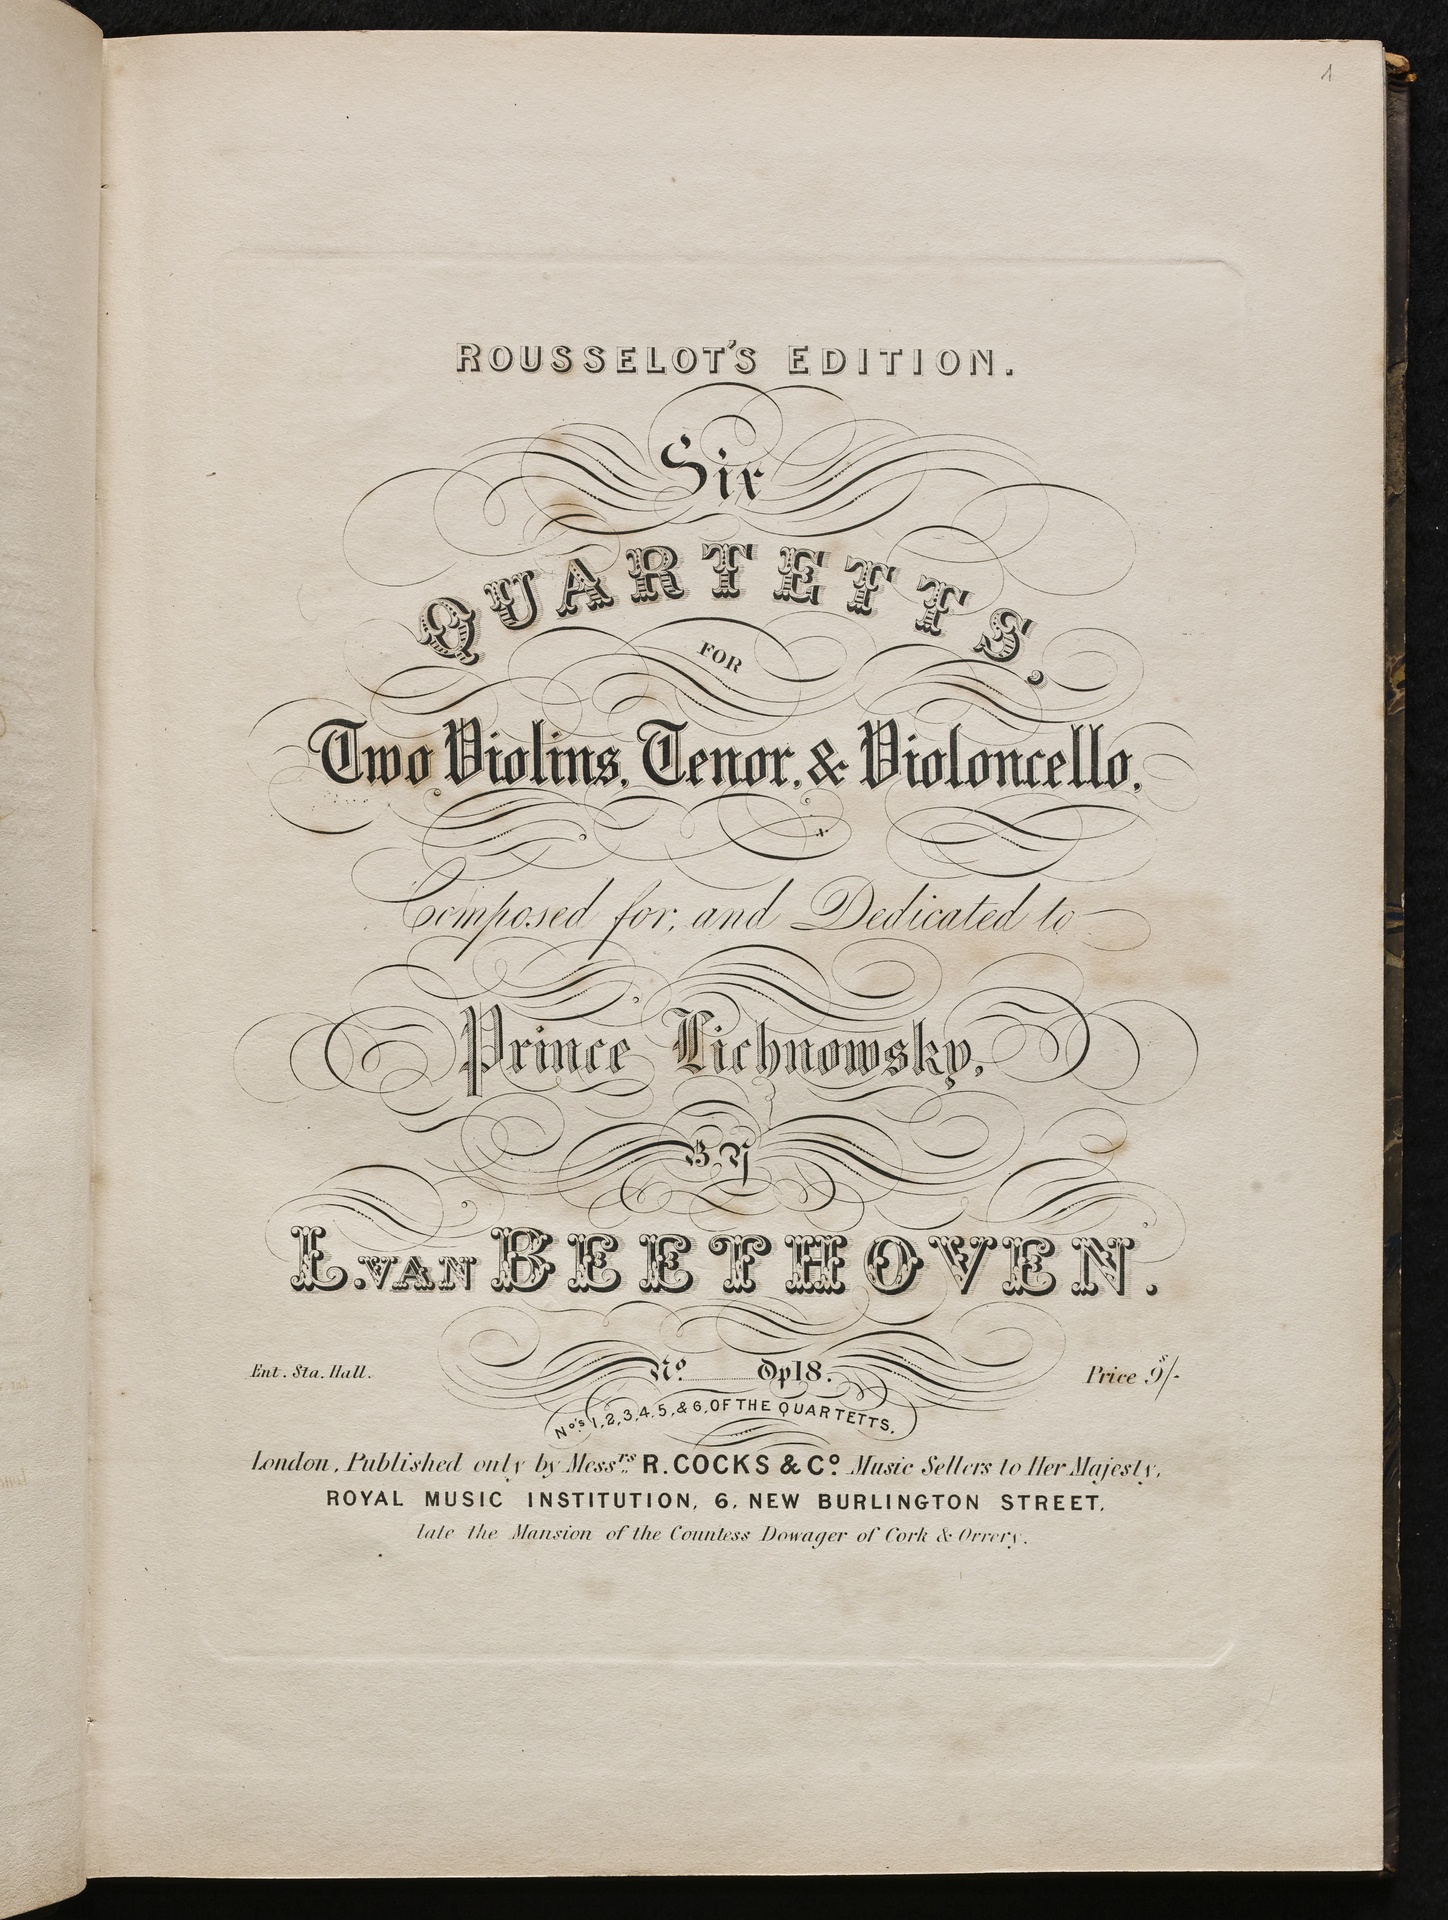 1
ROUSSELOT'S EDITION.
Six
QUARTETTS,
FOR
Two Violins, Tenor, & Violoncello,
Composed for, and Dedicated to
Prince Lichnowsky,
BY
L. VAN BEETHOVEN.
Ent. Sta. Hall. No. Op 18. Price 9s/-
Nos. 1, 2, 3, 4, 5, & 6, OF THE QUARTETTS.
London, Published only by Messrs. R. COCKS & Co. Music Sellers to Her Majesty,
ROYAL MUSIC INSTITUTION, 6, NEW BURLINGTON STREET,
late the Mansion of the Countess Dowager of Cork & Orrery.